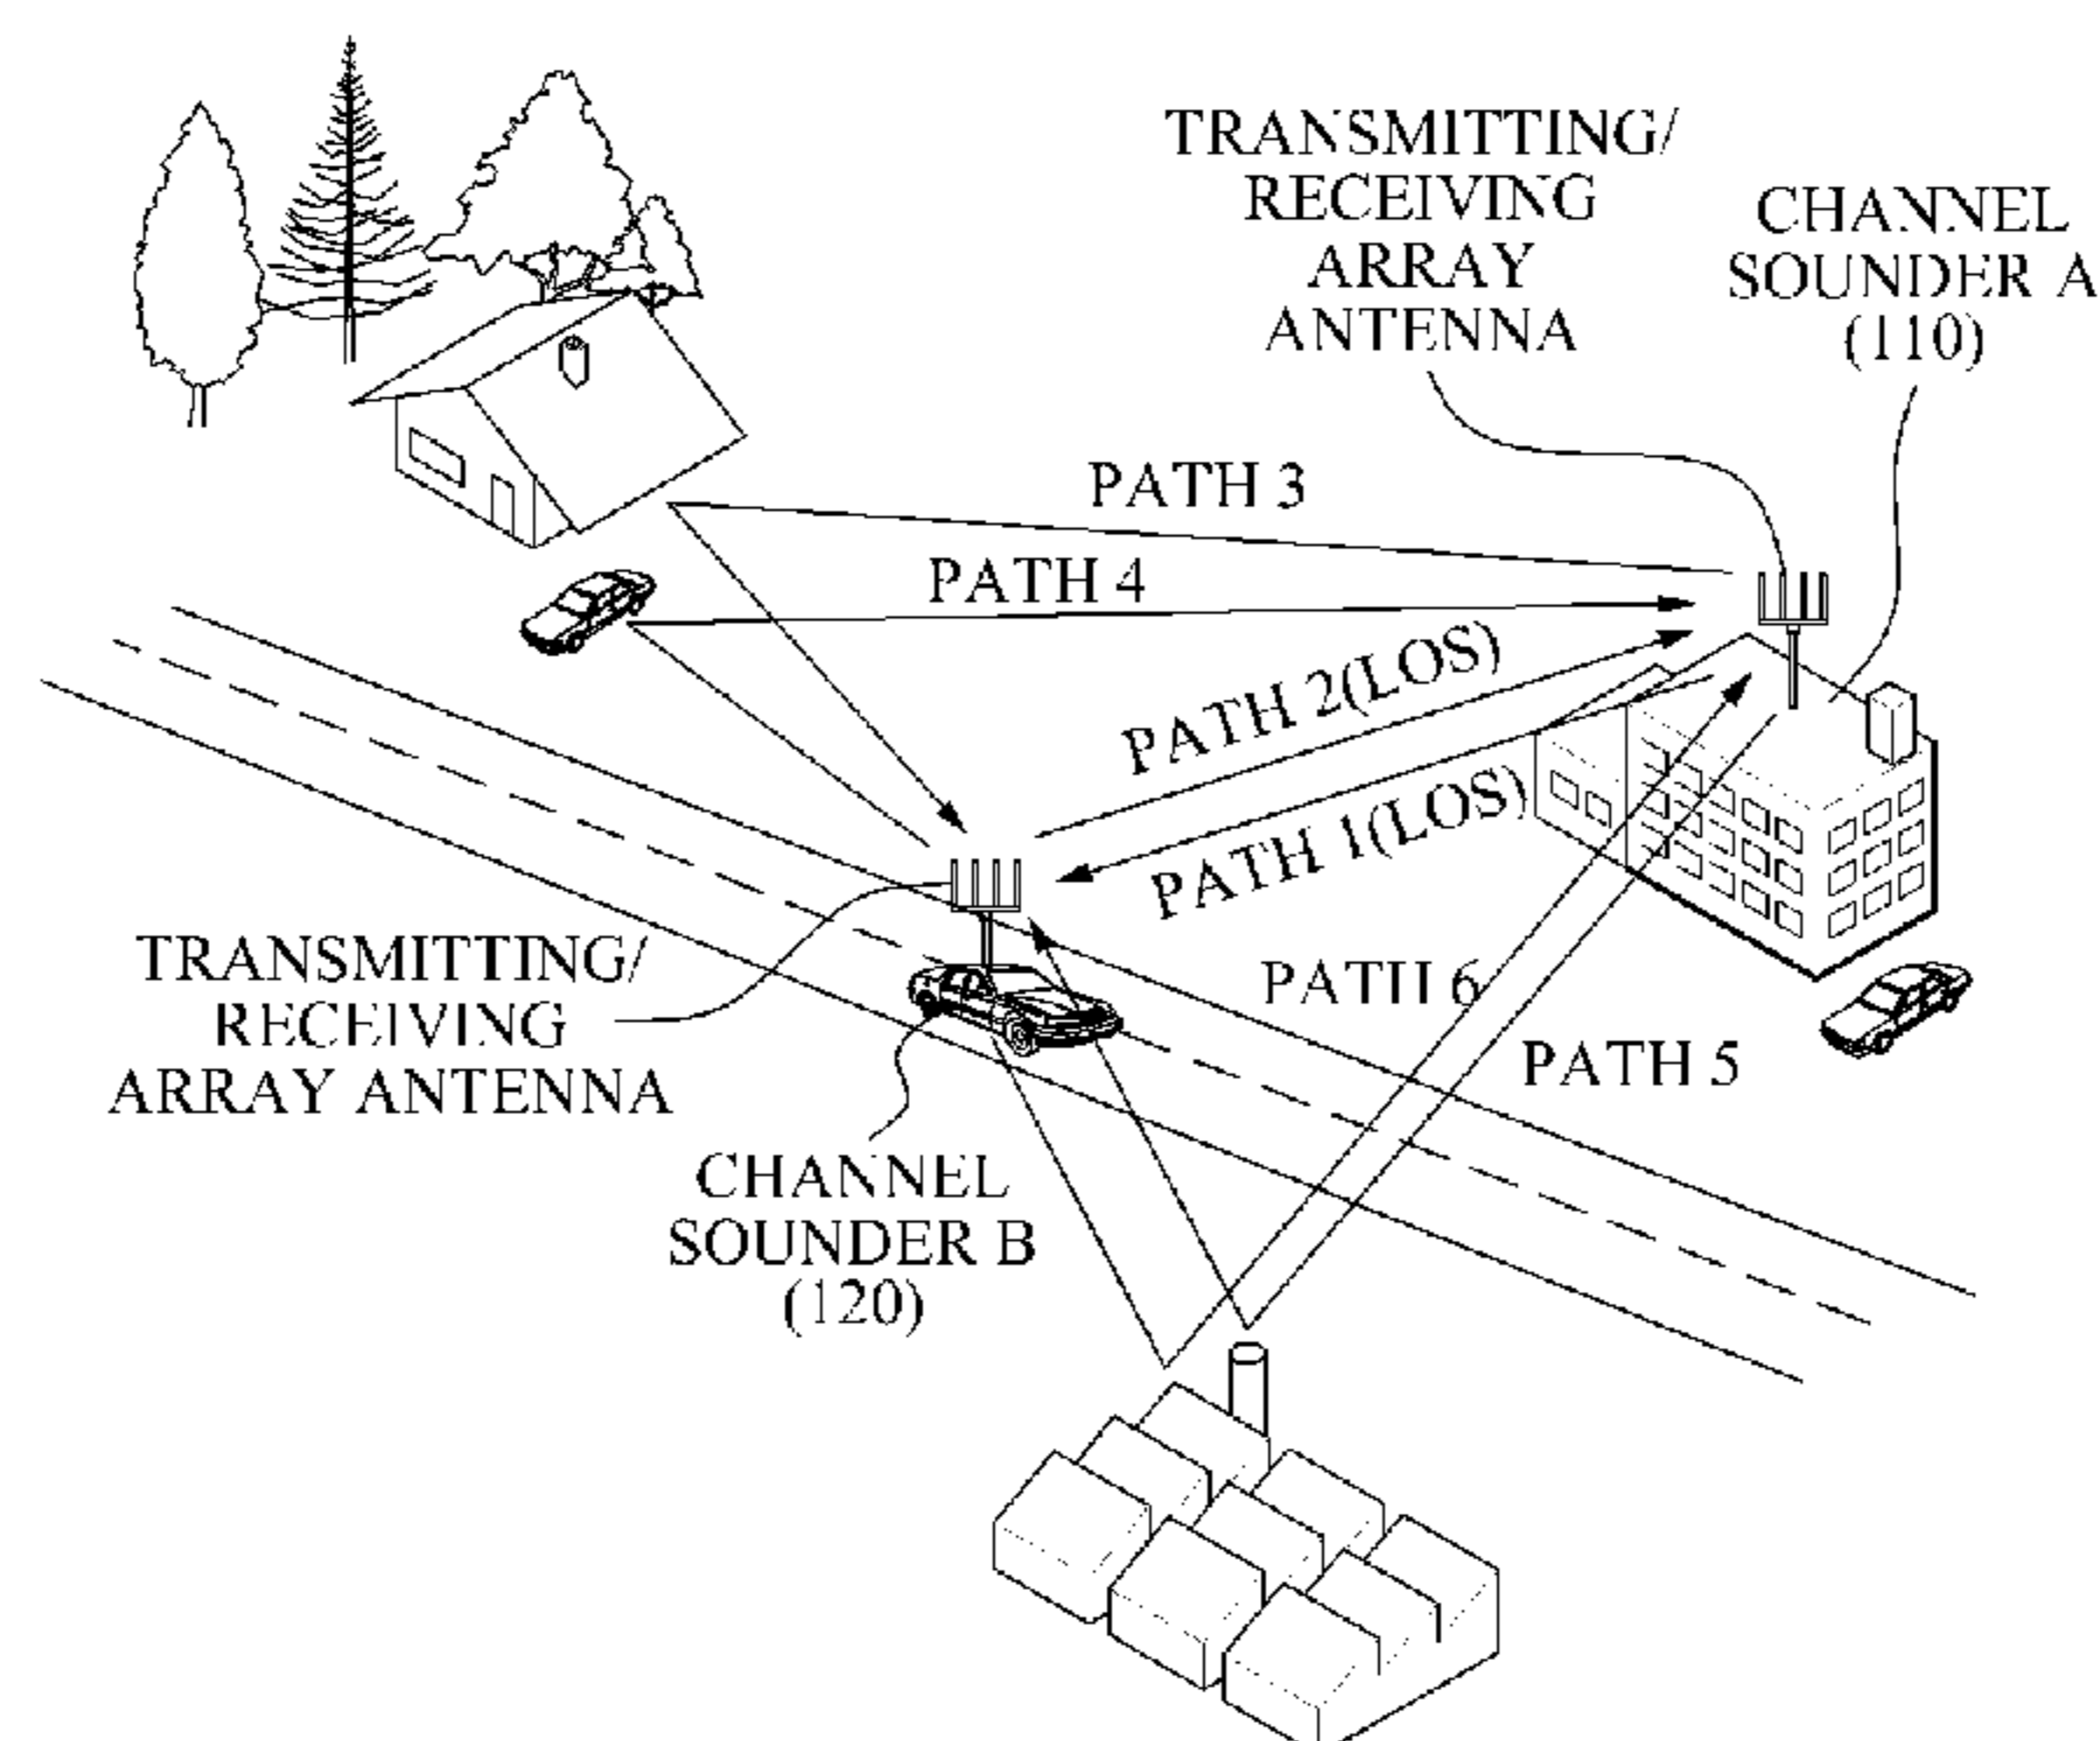 TRANSMITTING/
RECEIVING
ARRAY
ANTENNA
CHANNEL
SOUNDER A
(110)
PATH 3
PATH 4
PATH 2(LOS)
PATH 1(LOS)
TRANSMITTING/
RECEIVING
ARRAY ANTENNA
PATH 6
PATH 5
CHANNEL
SOUNDER B
(120)